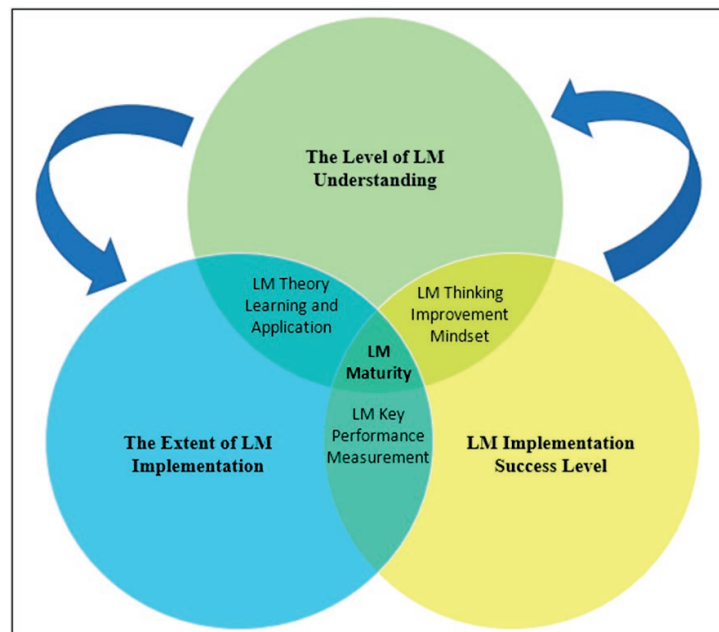 The Level of LM
Understanding
LM Theory
Learning and
Application
LM Thinking
Improvement
Mindset
LM
Maturity
The Extent of LM
Implementation
LM Key
Performance
Measurement
LM Implementation
Success Level